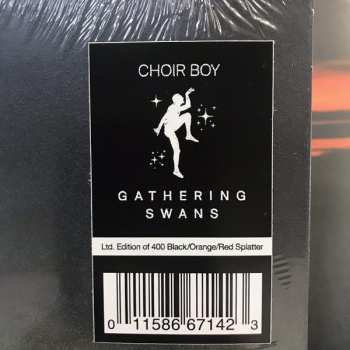 CHOIR BOY
GATHERING
SWANS
Ltd. Edition of 400 Black/Orange/Red Splatter
0 11586 67142 3